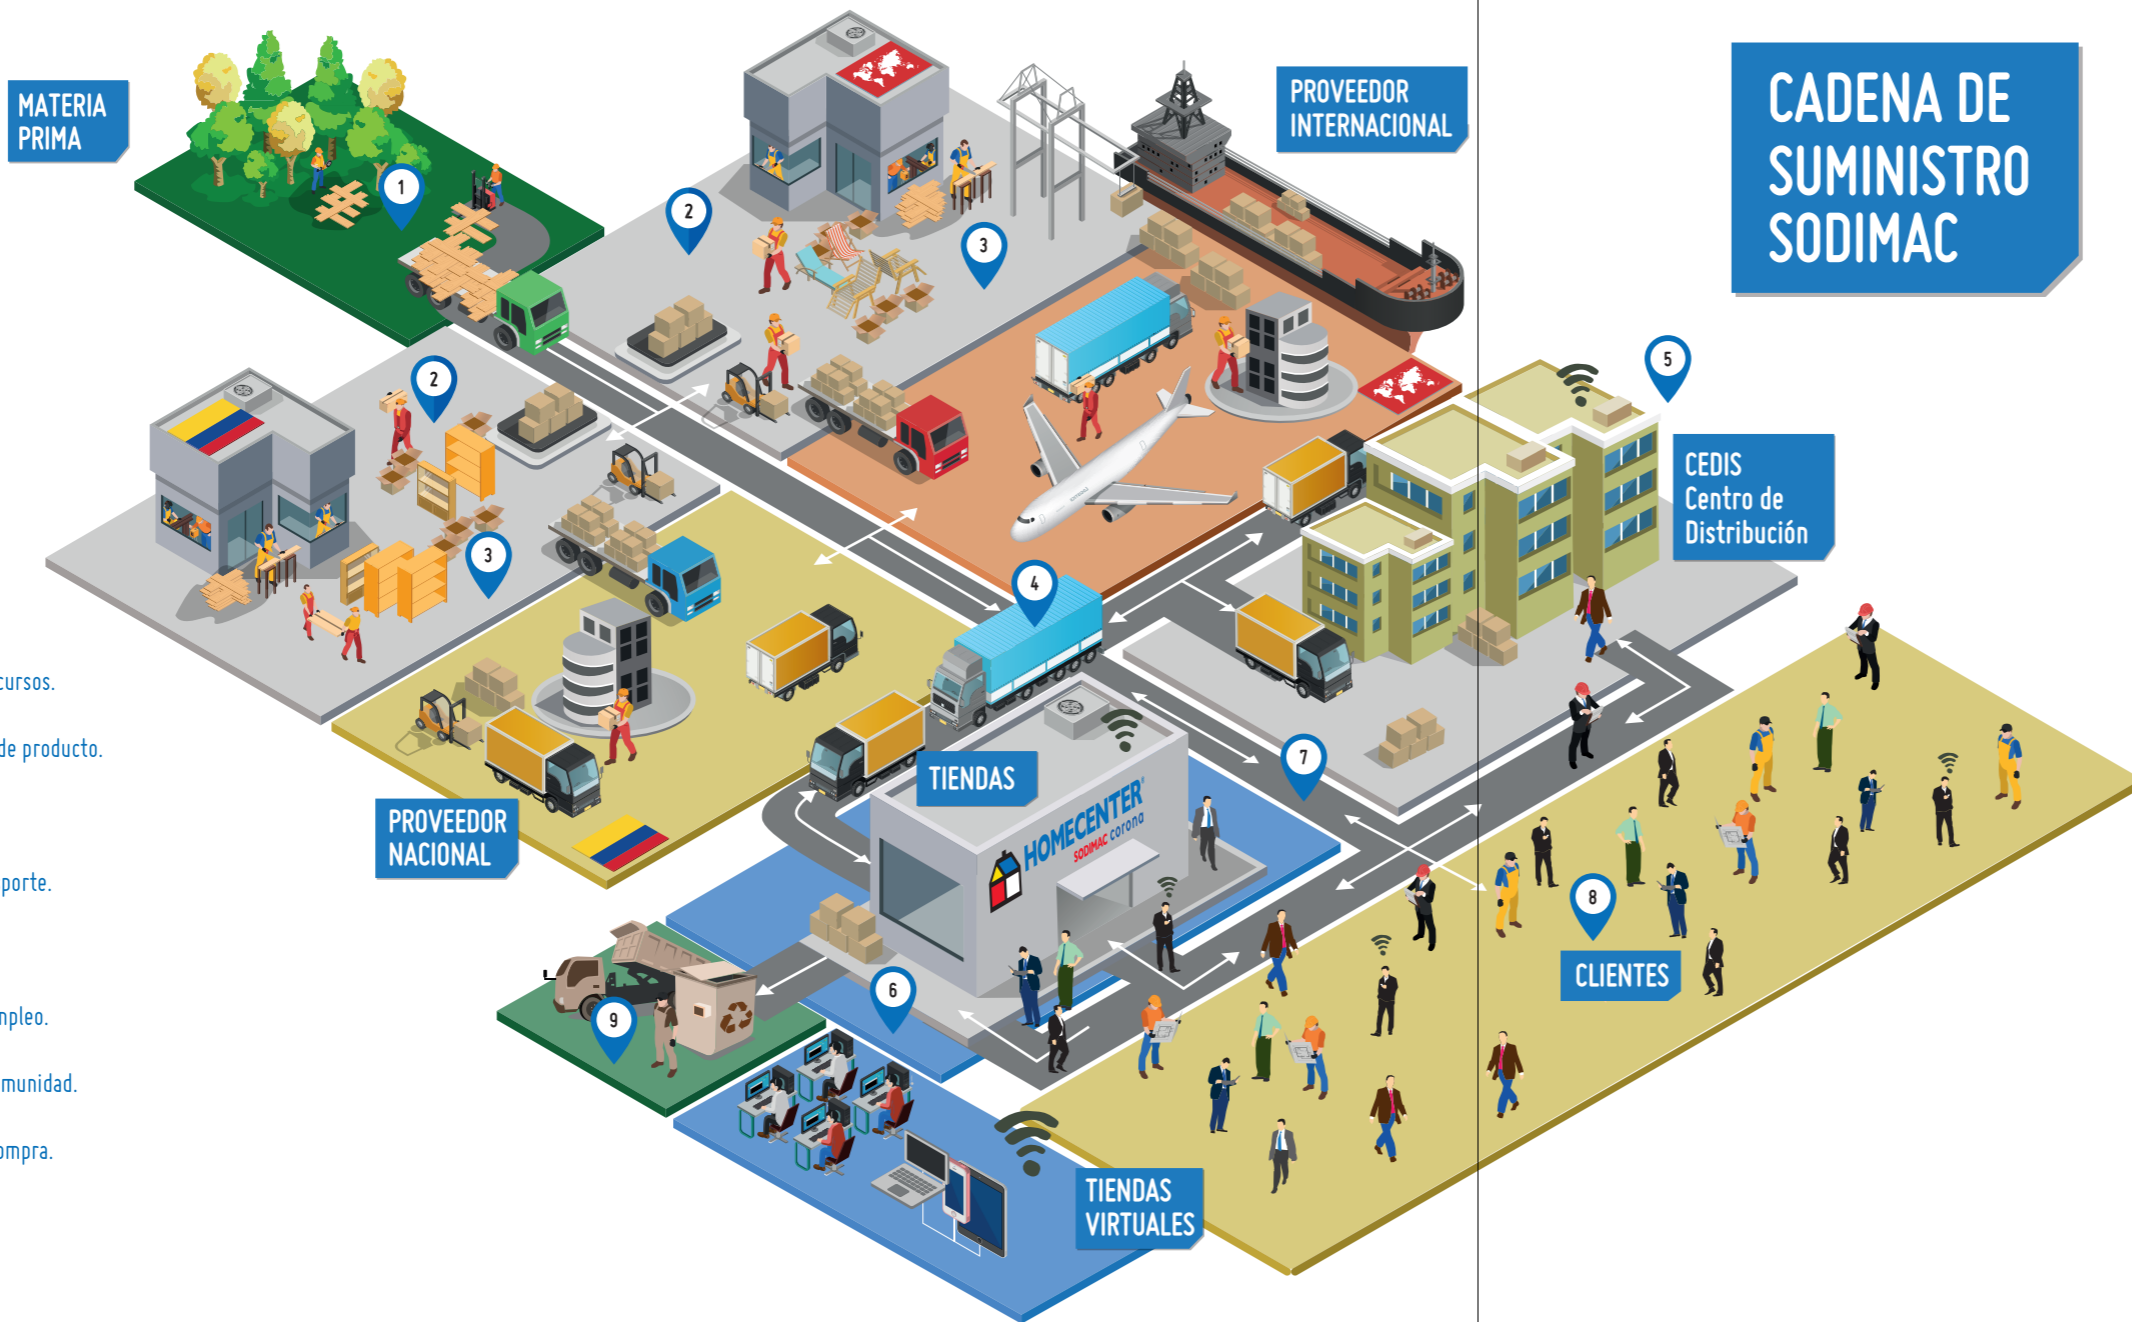 CADENA DE
SUMINISTRO
SODIMAC
MATERIA
PRIMA
PROVEEDOR
INTERNACIONAL
1
2
3
2
3
4
5
CEDIS
Centro de
Distribución
PROVEEDOR
NACIONAL
TIENDAS
HOMECENTER
SODIMAC corona
7
6
8
CLIENTES
9
TIENDAS
VIRTUALES
cursos.
de producto.
porte.
mpleo.
munidad.
ompra.